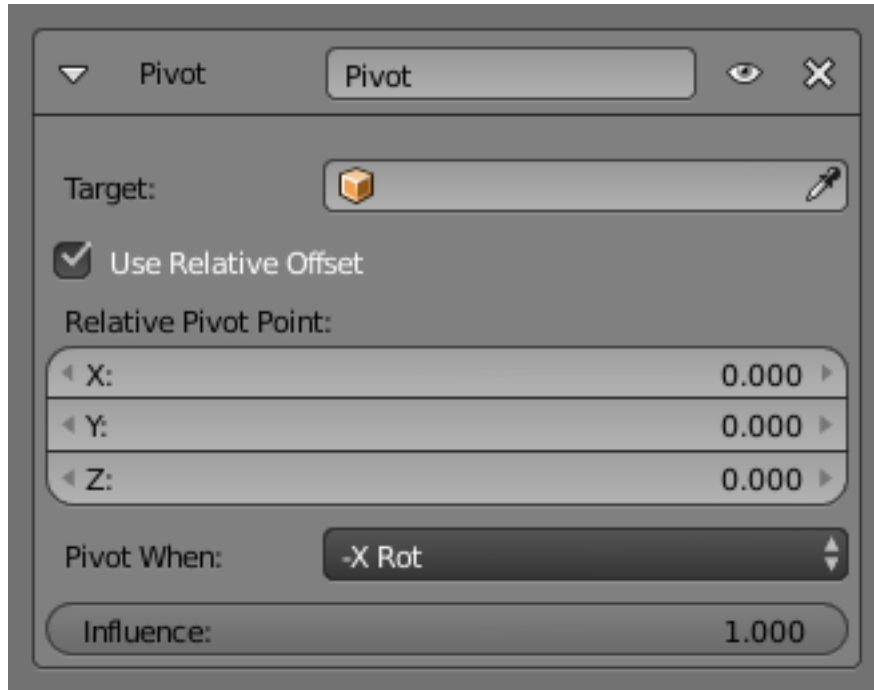 Pivot Pivot
Target:
Use Relative Offset
Relative Pivot Point:
X: 0.000
Y: 0.000
Z: 0.000
Pivot When: -X Rot
Influence: 1.000